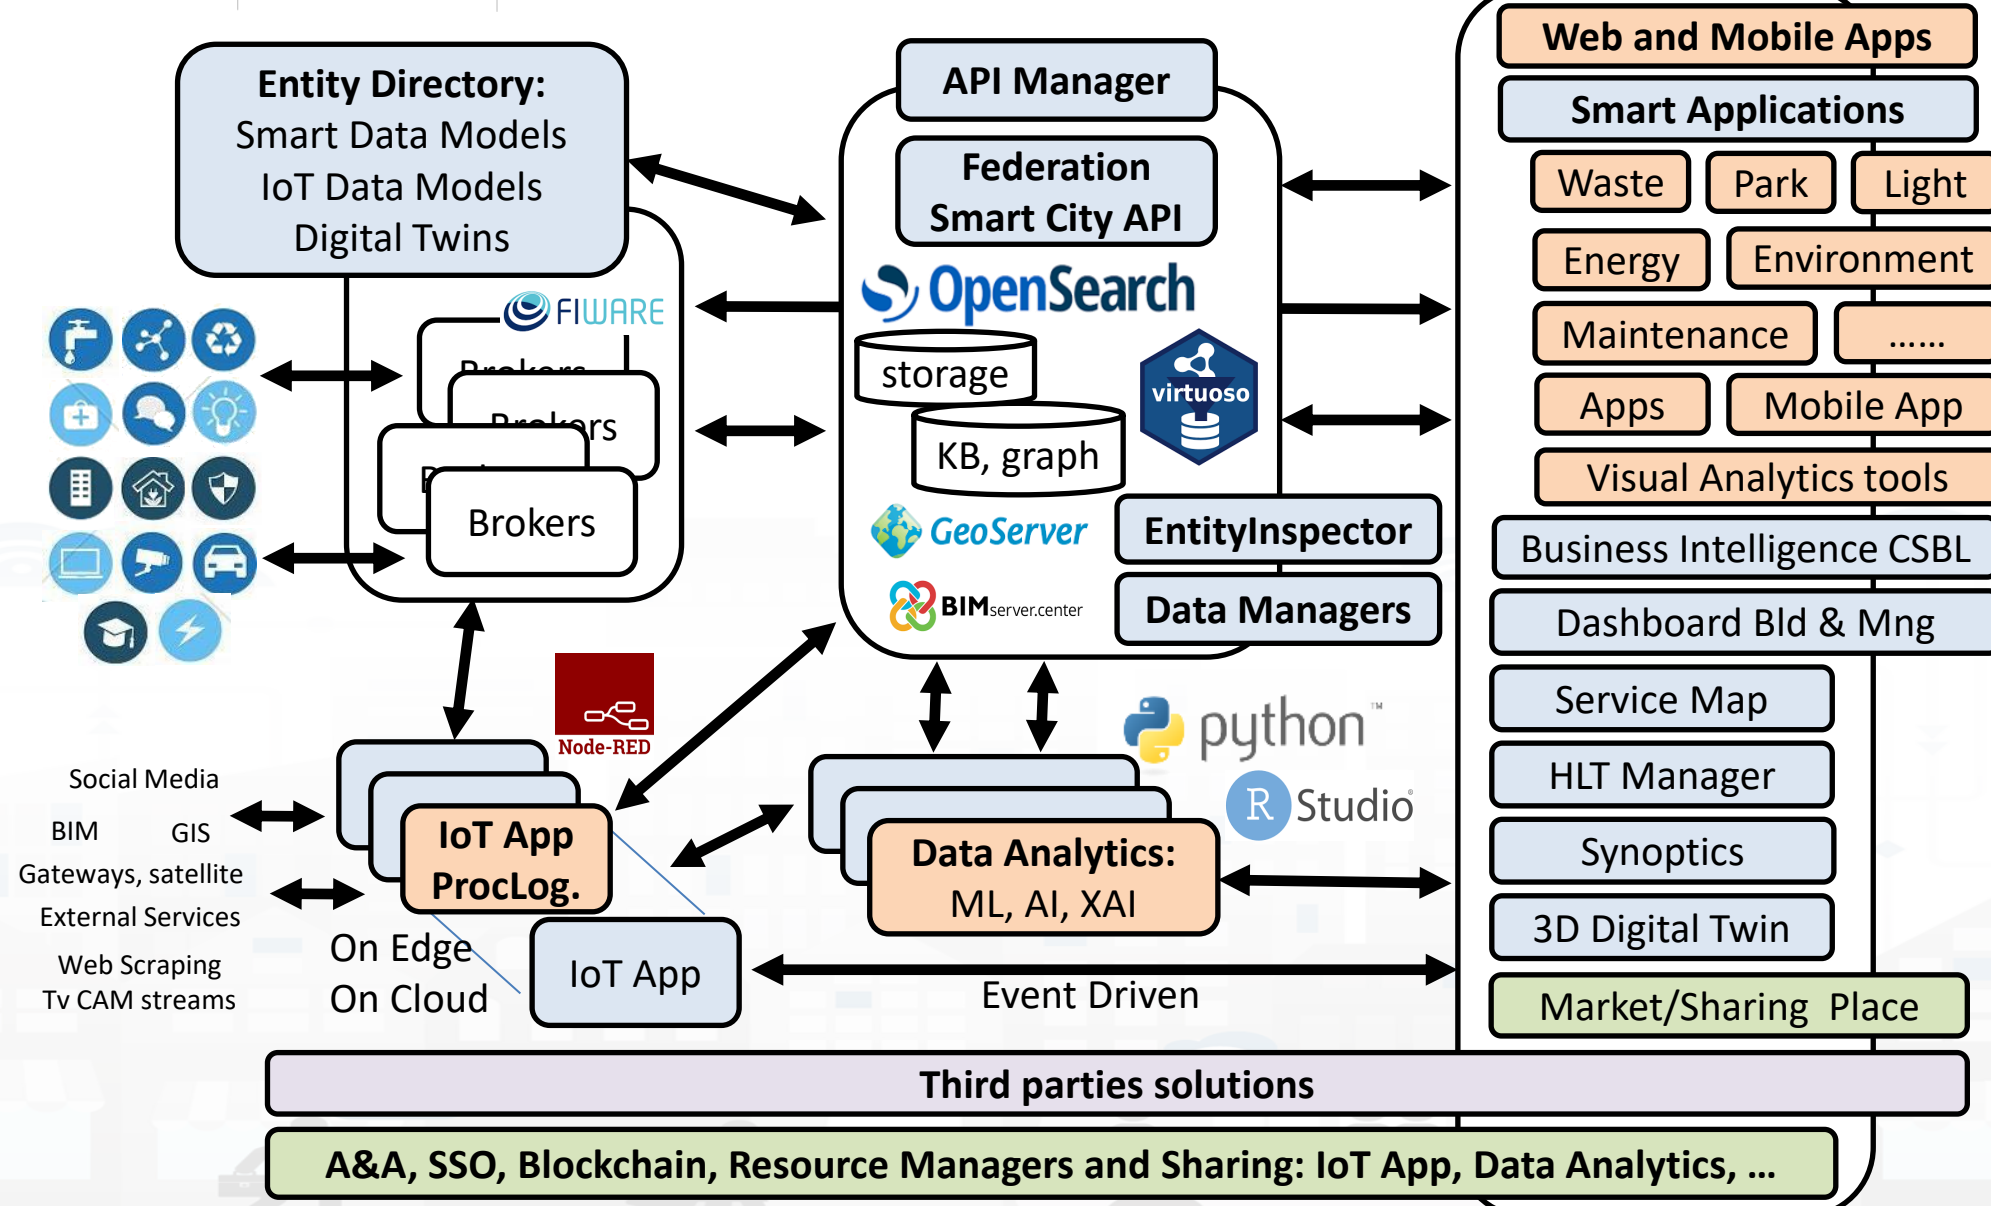 Entity Directory:
Smart Data Models
IoT Data Models
Digital Twins
FIWARE
Brokers
Brokers
Brokers
API Manager
Federation
Smart City API
OpenSearch
storage
virtuoso
KB, graph
GeoServer
EntityInspector
BIMserver.center
Data Managers
Node-RED
python™
R Studio
Social Media
BIM GIS
Gateways, satellite
External Services
Web Scraping
Tv CAM streams
IoT App
ProcLog.
On Edge
On Cloud
IoT App
Data Analytics:
ML, AI, XAI
Event Driven
Web and Mobile Apps
Smart Applications
Waste
Park
Light
Energy
Environment
Maintenance
......
Apps
Mobile App
Visual Analytics tools
Business Intelligence CSBL
Dashboard Bld & Mng
Service Map
HLT Manager
Synoptics
3D Digital Twin
Market/Sharing Place
Third parties solutions
A&A, SSO, Blockchain, Resource Managers and Sharing: IoT App, Data Analytics, ...